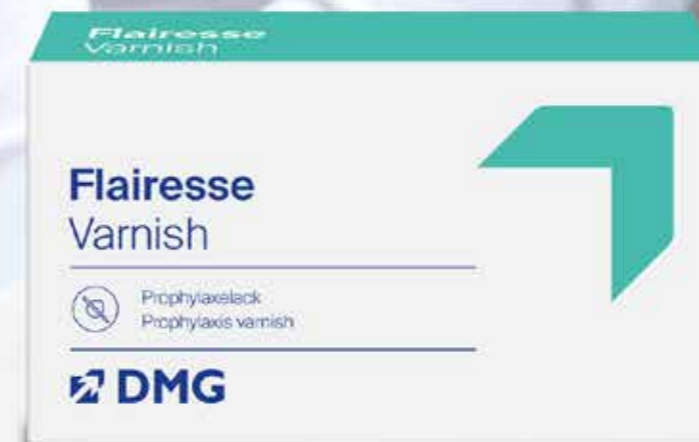 Flairesse
Varnish
Flairesse
Varnish
Prophylaxelack
Prophylaxis varnish
DMG